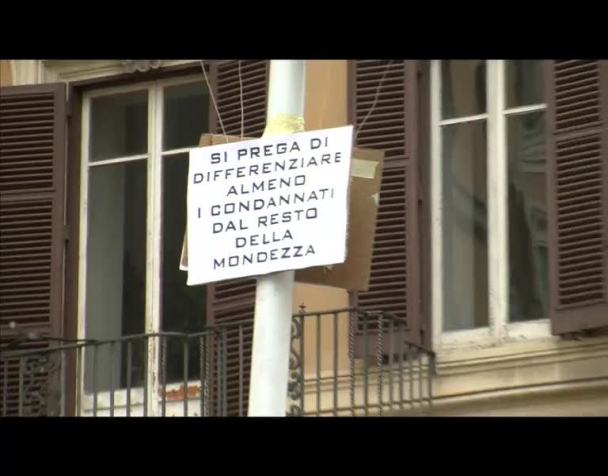 SI PREGA DI
DIFFERENZIARE
ALMENO
I CONDANNATI
DAL RESTO
DELLA
MONDEZZA